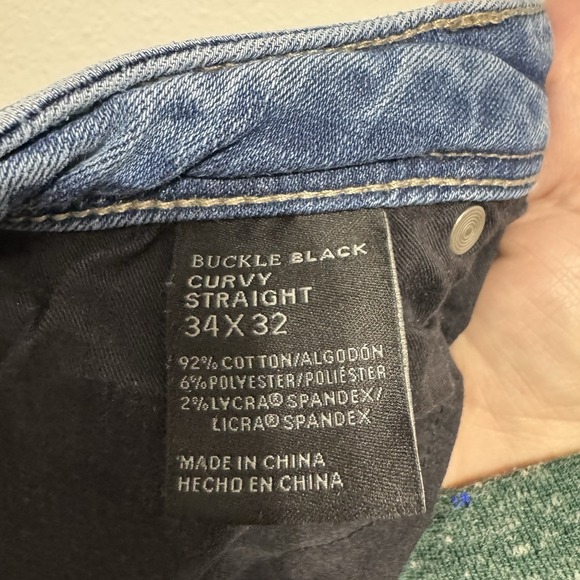 BUCKLE BLACK
CURVY
STRAIGHT
34 X 32
92% COTTON/ALGODÓN
6% POLYESTER/POLIÉSTER
2% LYCRA® SPANDEX/
LICRA® SPANDEX
MADE IN CHINA
HECHO EN CHINA